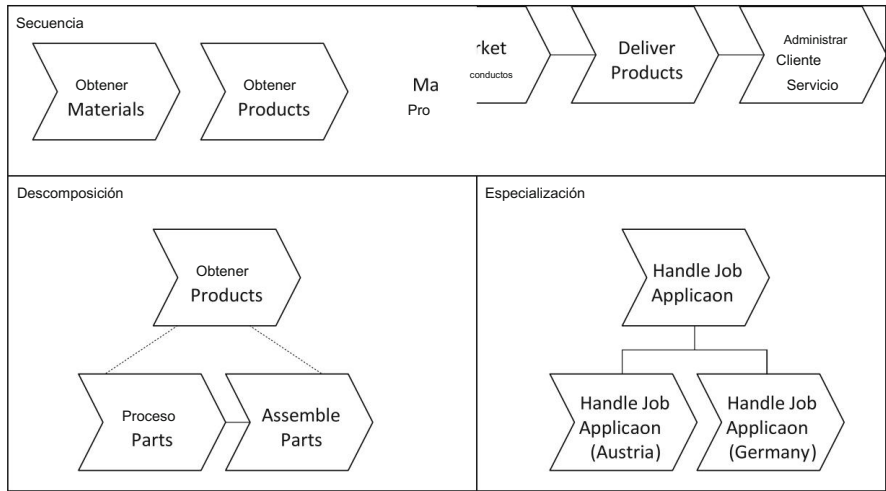 Secuencia
Obtener
Materials
Obtener
Products
Ma
Pro
rket
conductos
Deliver
Products
Administrar
Cliente
Servicio
Descomposición
Obtener
Products
Proceso
Parts
Assemble
Parts
Especialización
Handle Job
Applicaon
Handle Job
Applicaon
(Austria)
Handle Job
Applicaon
(Germany)